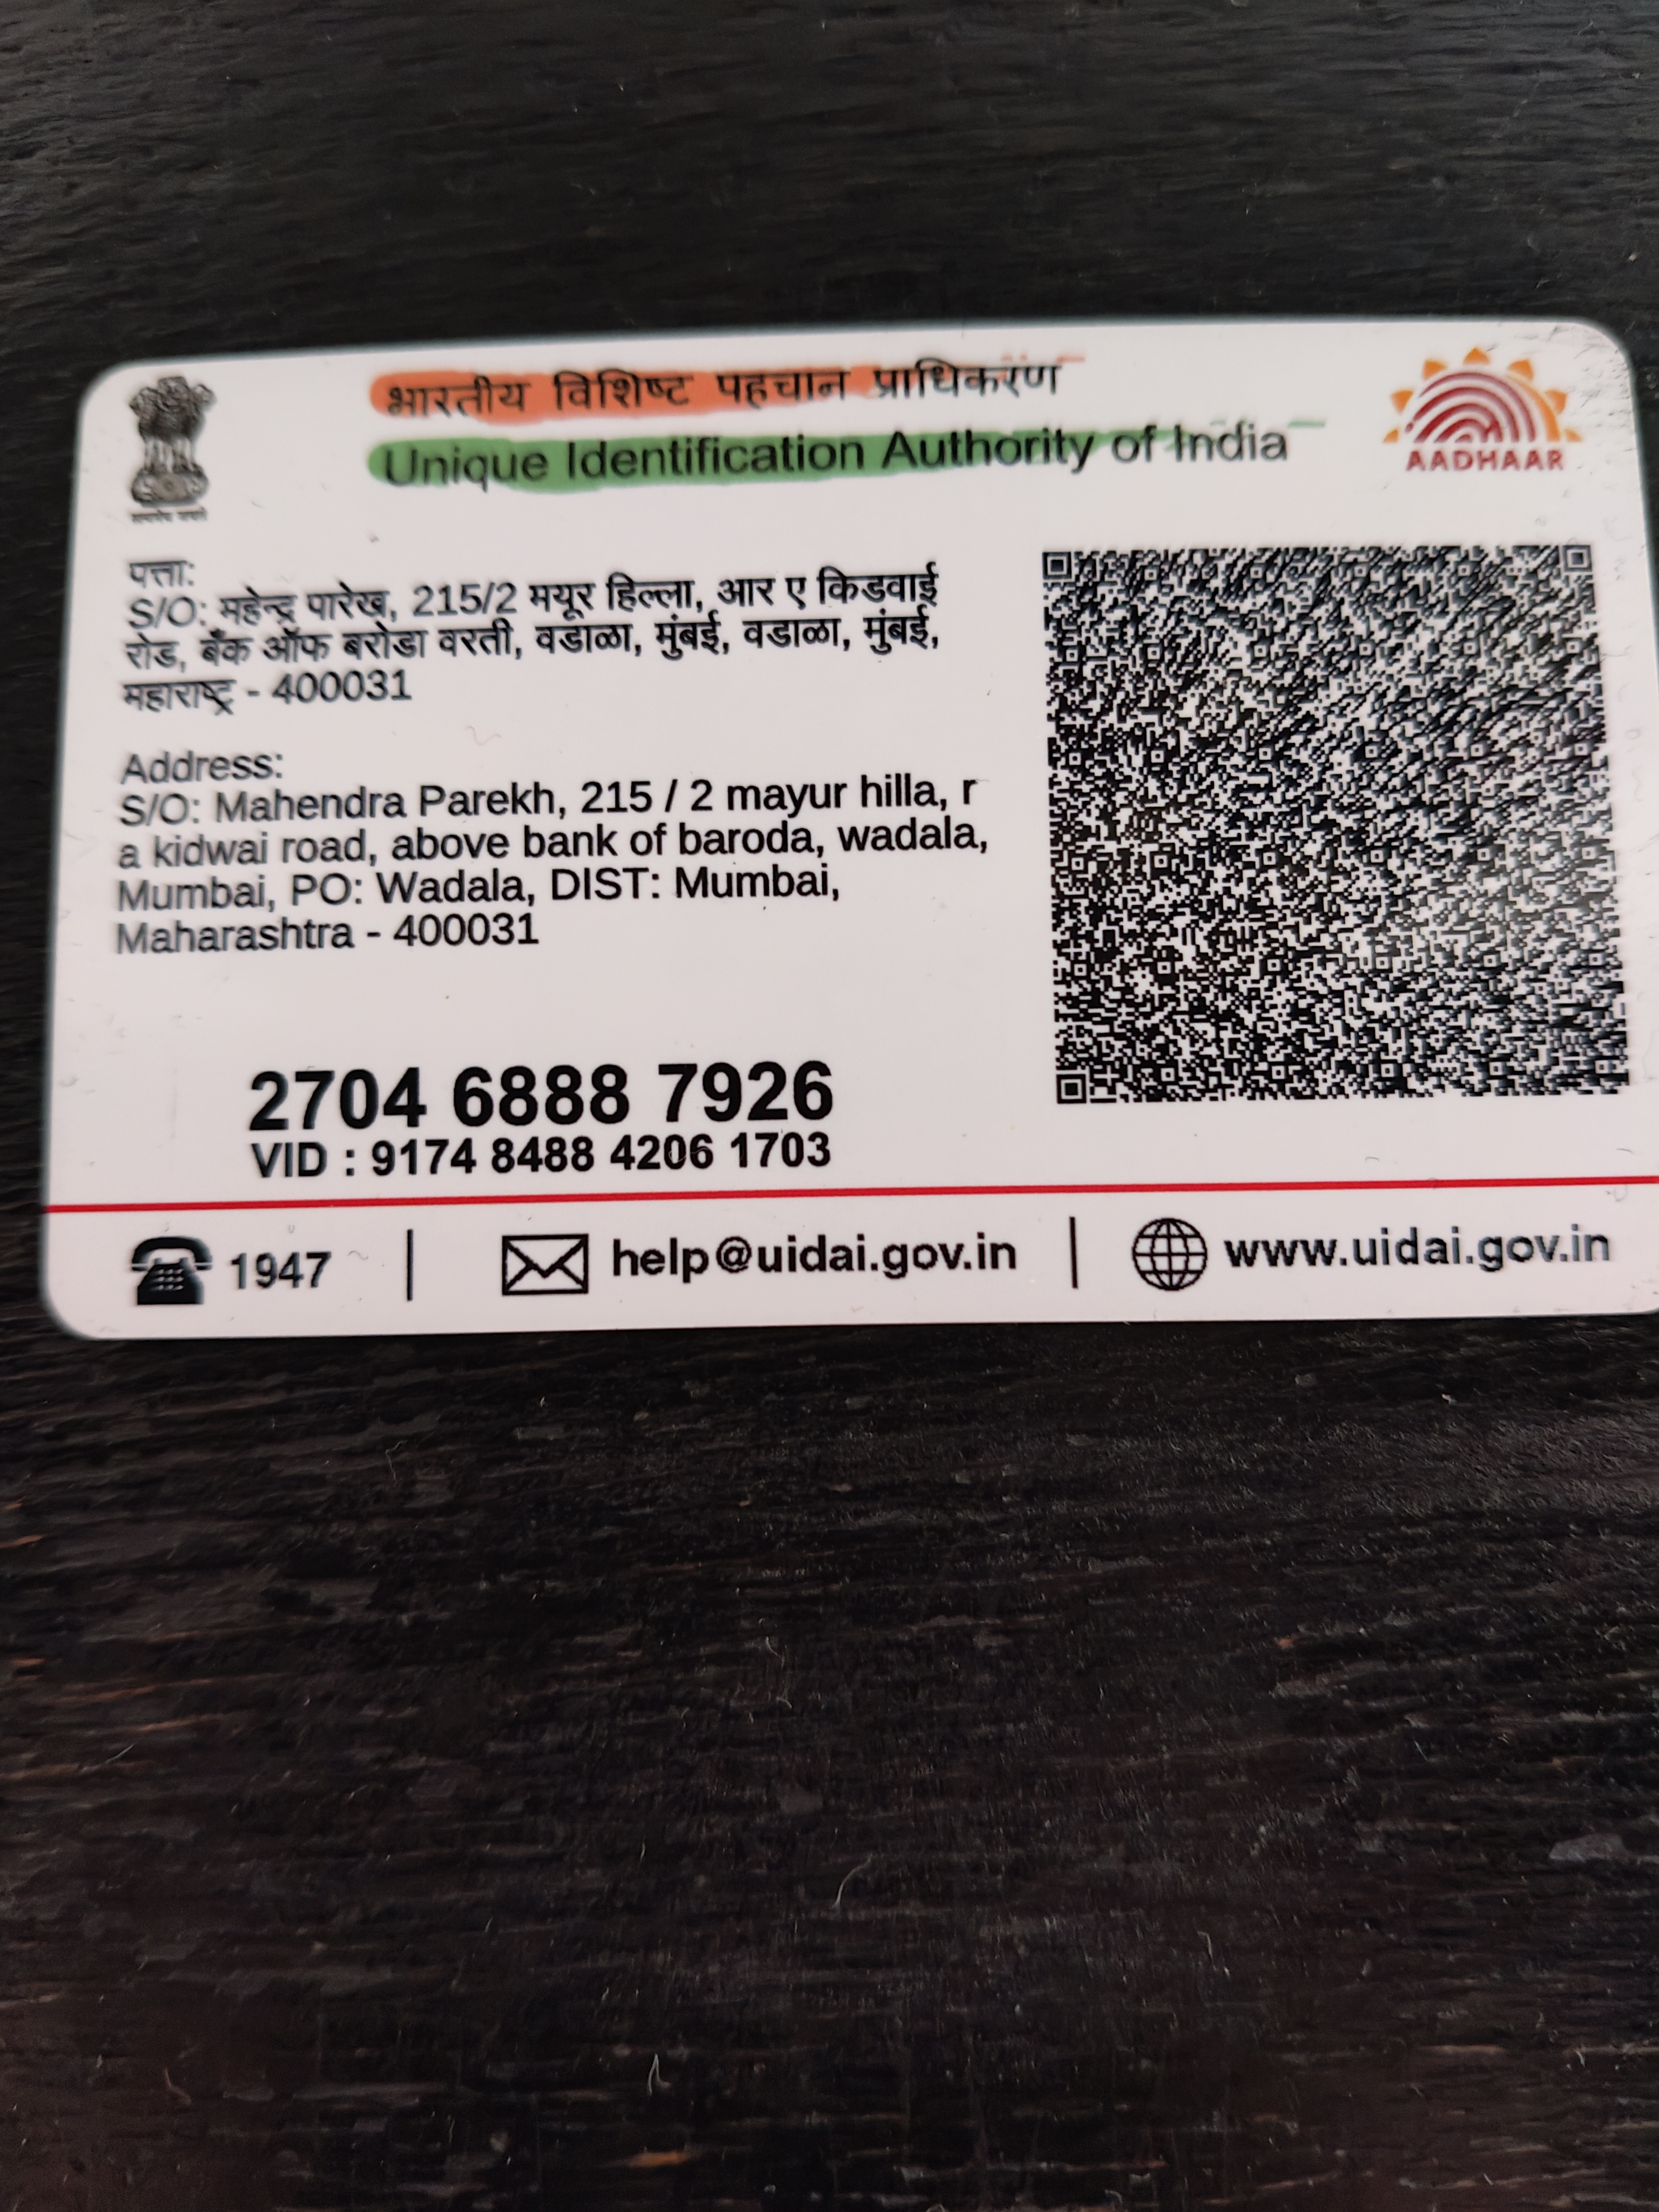 भारतीय विशिष्ट पहचान प्राधिकरण
Unique Identification Authority of India
AADHAAR
पत्ता:
S/O: महेन्द्र पारेख, 215/2 मयूर हिल्ला, आर ए किडवाई
रोड, बँक ऑफ बरोडा वरती, वडाळा, मुंबई, वडाळा, मुंबई,
महाराष्ट्र - 400031
Address:
S/O: Mahendra Parekh, 215 / 2 mayur hilla, r
a kidwai road, above bank of baroda, wadala,
Mumbai, PO: Wadala, DIST: Mumbai,
Maharashtra - 400031
2704 6888 7926
VID : 9174 8488 4206 1703
1947
help@uidai.gov.in
www.uidai.gov.in